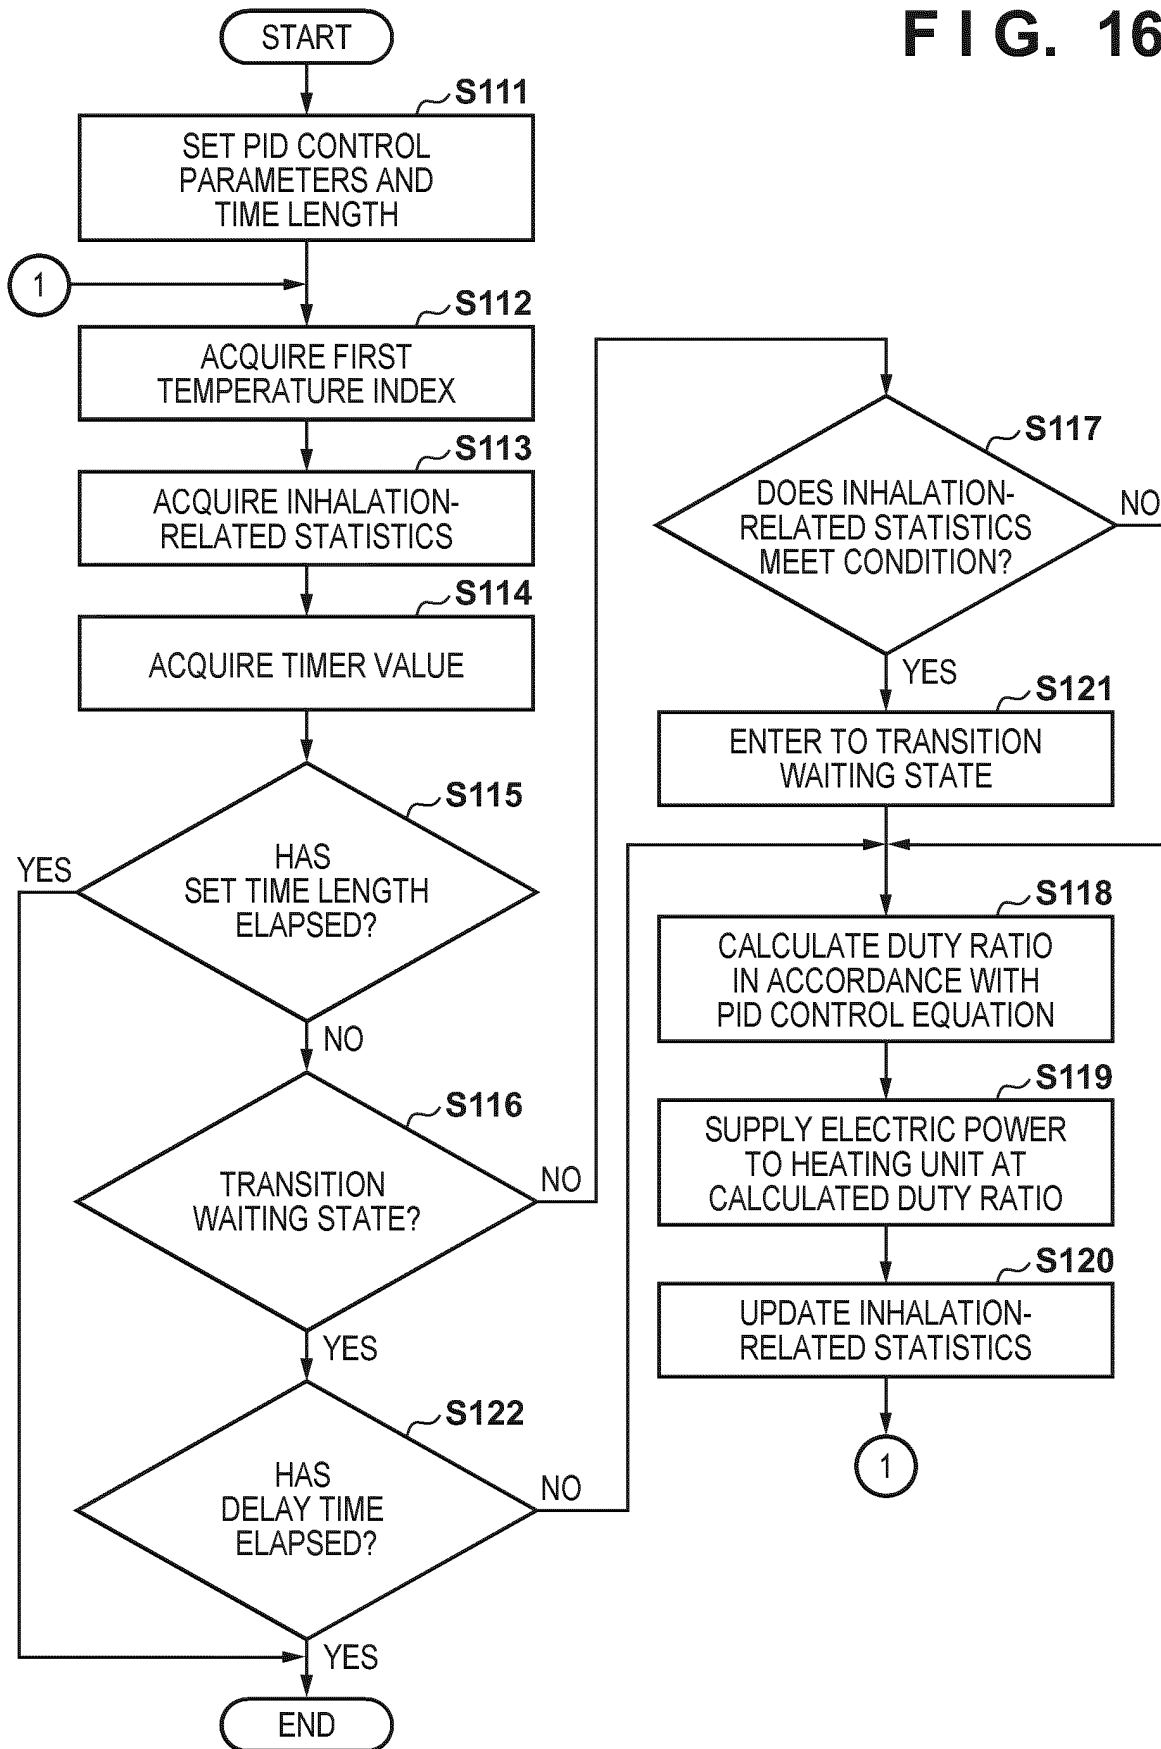 FIG. 16
START
S111
SET PID CONTROL
PARAMETERS AND
TIME LENGTH
1
S112
ACQUIRE FIRST
TEMPERATURE INDEX
S113
ACQUIRE INHALATION-
RELATED STATISTICS
S114
ACQUIRE TIMER VALUE
S115
HAS
SET TIME LENGTH
ELAPSED?
YES
NO
S116
TRANSITION
WAITING STATE?
NO
YES
S122
HAS
DELAY TIME
ELAPSED?
NO
YES
END
S117
DOES INHALATION-
RELATED STATISTICS
MEET CONDITION?
NO
YES
S121
ENTER TO TRANSITION
WAITING STATE
S118
CALCULATE DUTY RATIO
IN ACCORDANCE WITH
PID CONTROL EQUATION
S119
SUPPLY ELECTRIC POWER
TO HEATING UNIT AT
CALCULATED DUTY RATIO
S120
UPDATE INHALATION-
RELATED STATISTICS
1